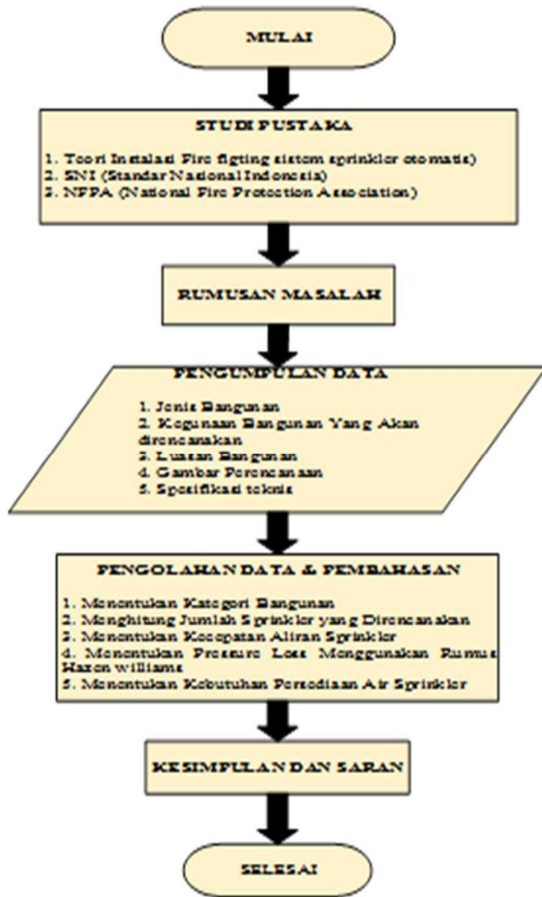 MULAI
STUDI PUSTAKA
1. Teori Instalasi Fire figting sistem sprinkler otomatis)
2. SNI (Standar Nasional Indonesia)
3. NFPA (National Fire Protection Association)
RUMUSAN MASALAH
PENGUMPULAN DATA
1. Jenis Bangunan
2. Kegunaan Bangunan Yang Akan
direncanakan
3. Luasan Bangunan
4. Gambar Perencanaan
5. Spesifikasi teknis
PENGOLAHAN DATA & PEMBAHASAN
1. Menentukan Kategori Bangunan
2. Menghitung Jumlah Sprinkler yang Direncanakan
3. Menentukan Kecepatan Aliran Sprinkler
4. Menentukan Pressure Loss Menggunakan Rumus
Hazen williams
5. Menentukan Kebutuhan Persediaan Air Sprinkler
KESIMPULAN DAN SARAN
SELESAI